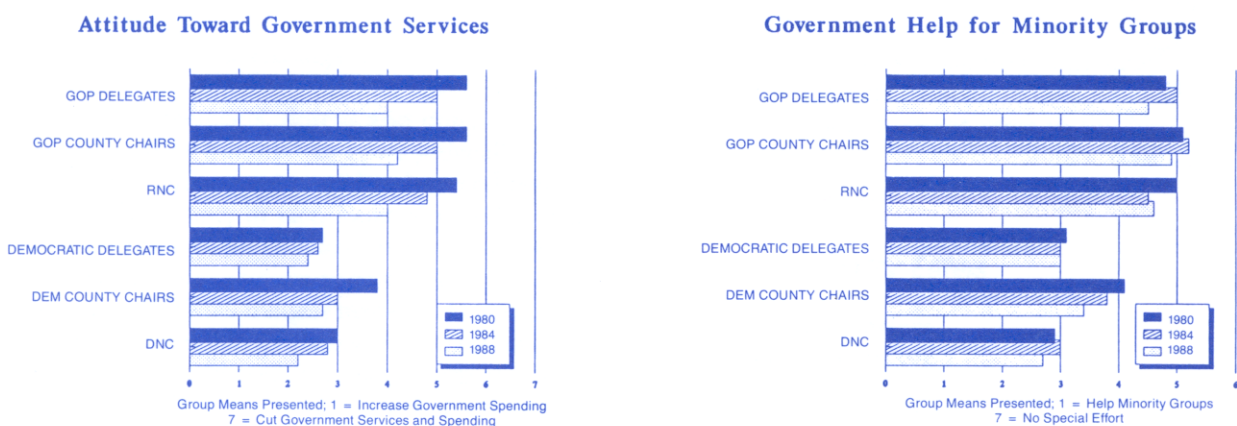 Attitude Toward Government Services
GOP DELEGATES
GOP COUNTY CHAIRS
RNC
DEMOCRATIC DELEGATES
DEM COUNTY CHAIRS
DNC
1980
1984
1988
0 1 2 3 4 5 6 7
Group Means Presented; 1 = Increase Government Spending
7 = Cut Government Services and Spending
Government Help for Minority Groups
GOP DELEGATES
GOP COUNTY CHAIRS
RNC
DEMOCRATIC DELEGATES
DEM COUNTY CHAIRS
DNC
1980
1984
1988
0 1 2 3 4 5 6
Group Means Presented; 1 = Help Minority Groups
7 = No Special Effort